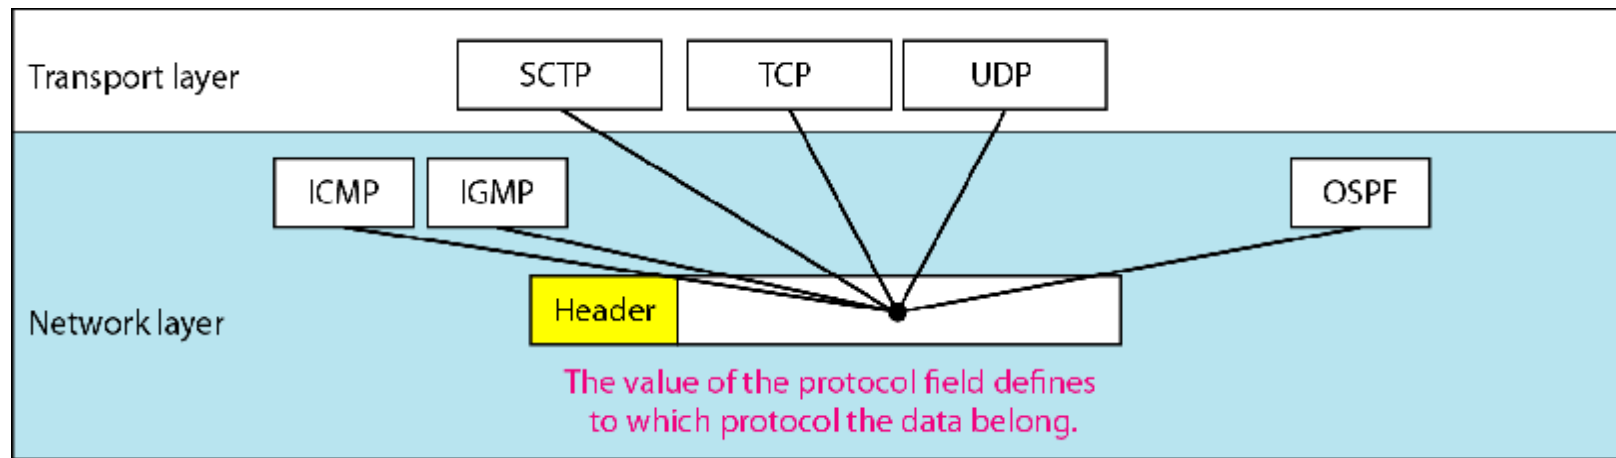 Transport layer
SCTP
TCP
UDP
ICMP
IGMP
OSPF
Network layer
Header
The value of the protocol field defines
to which protocol the data belong.